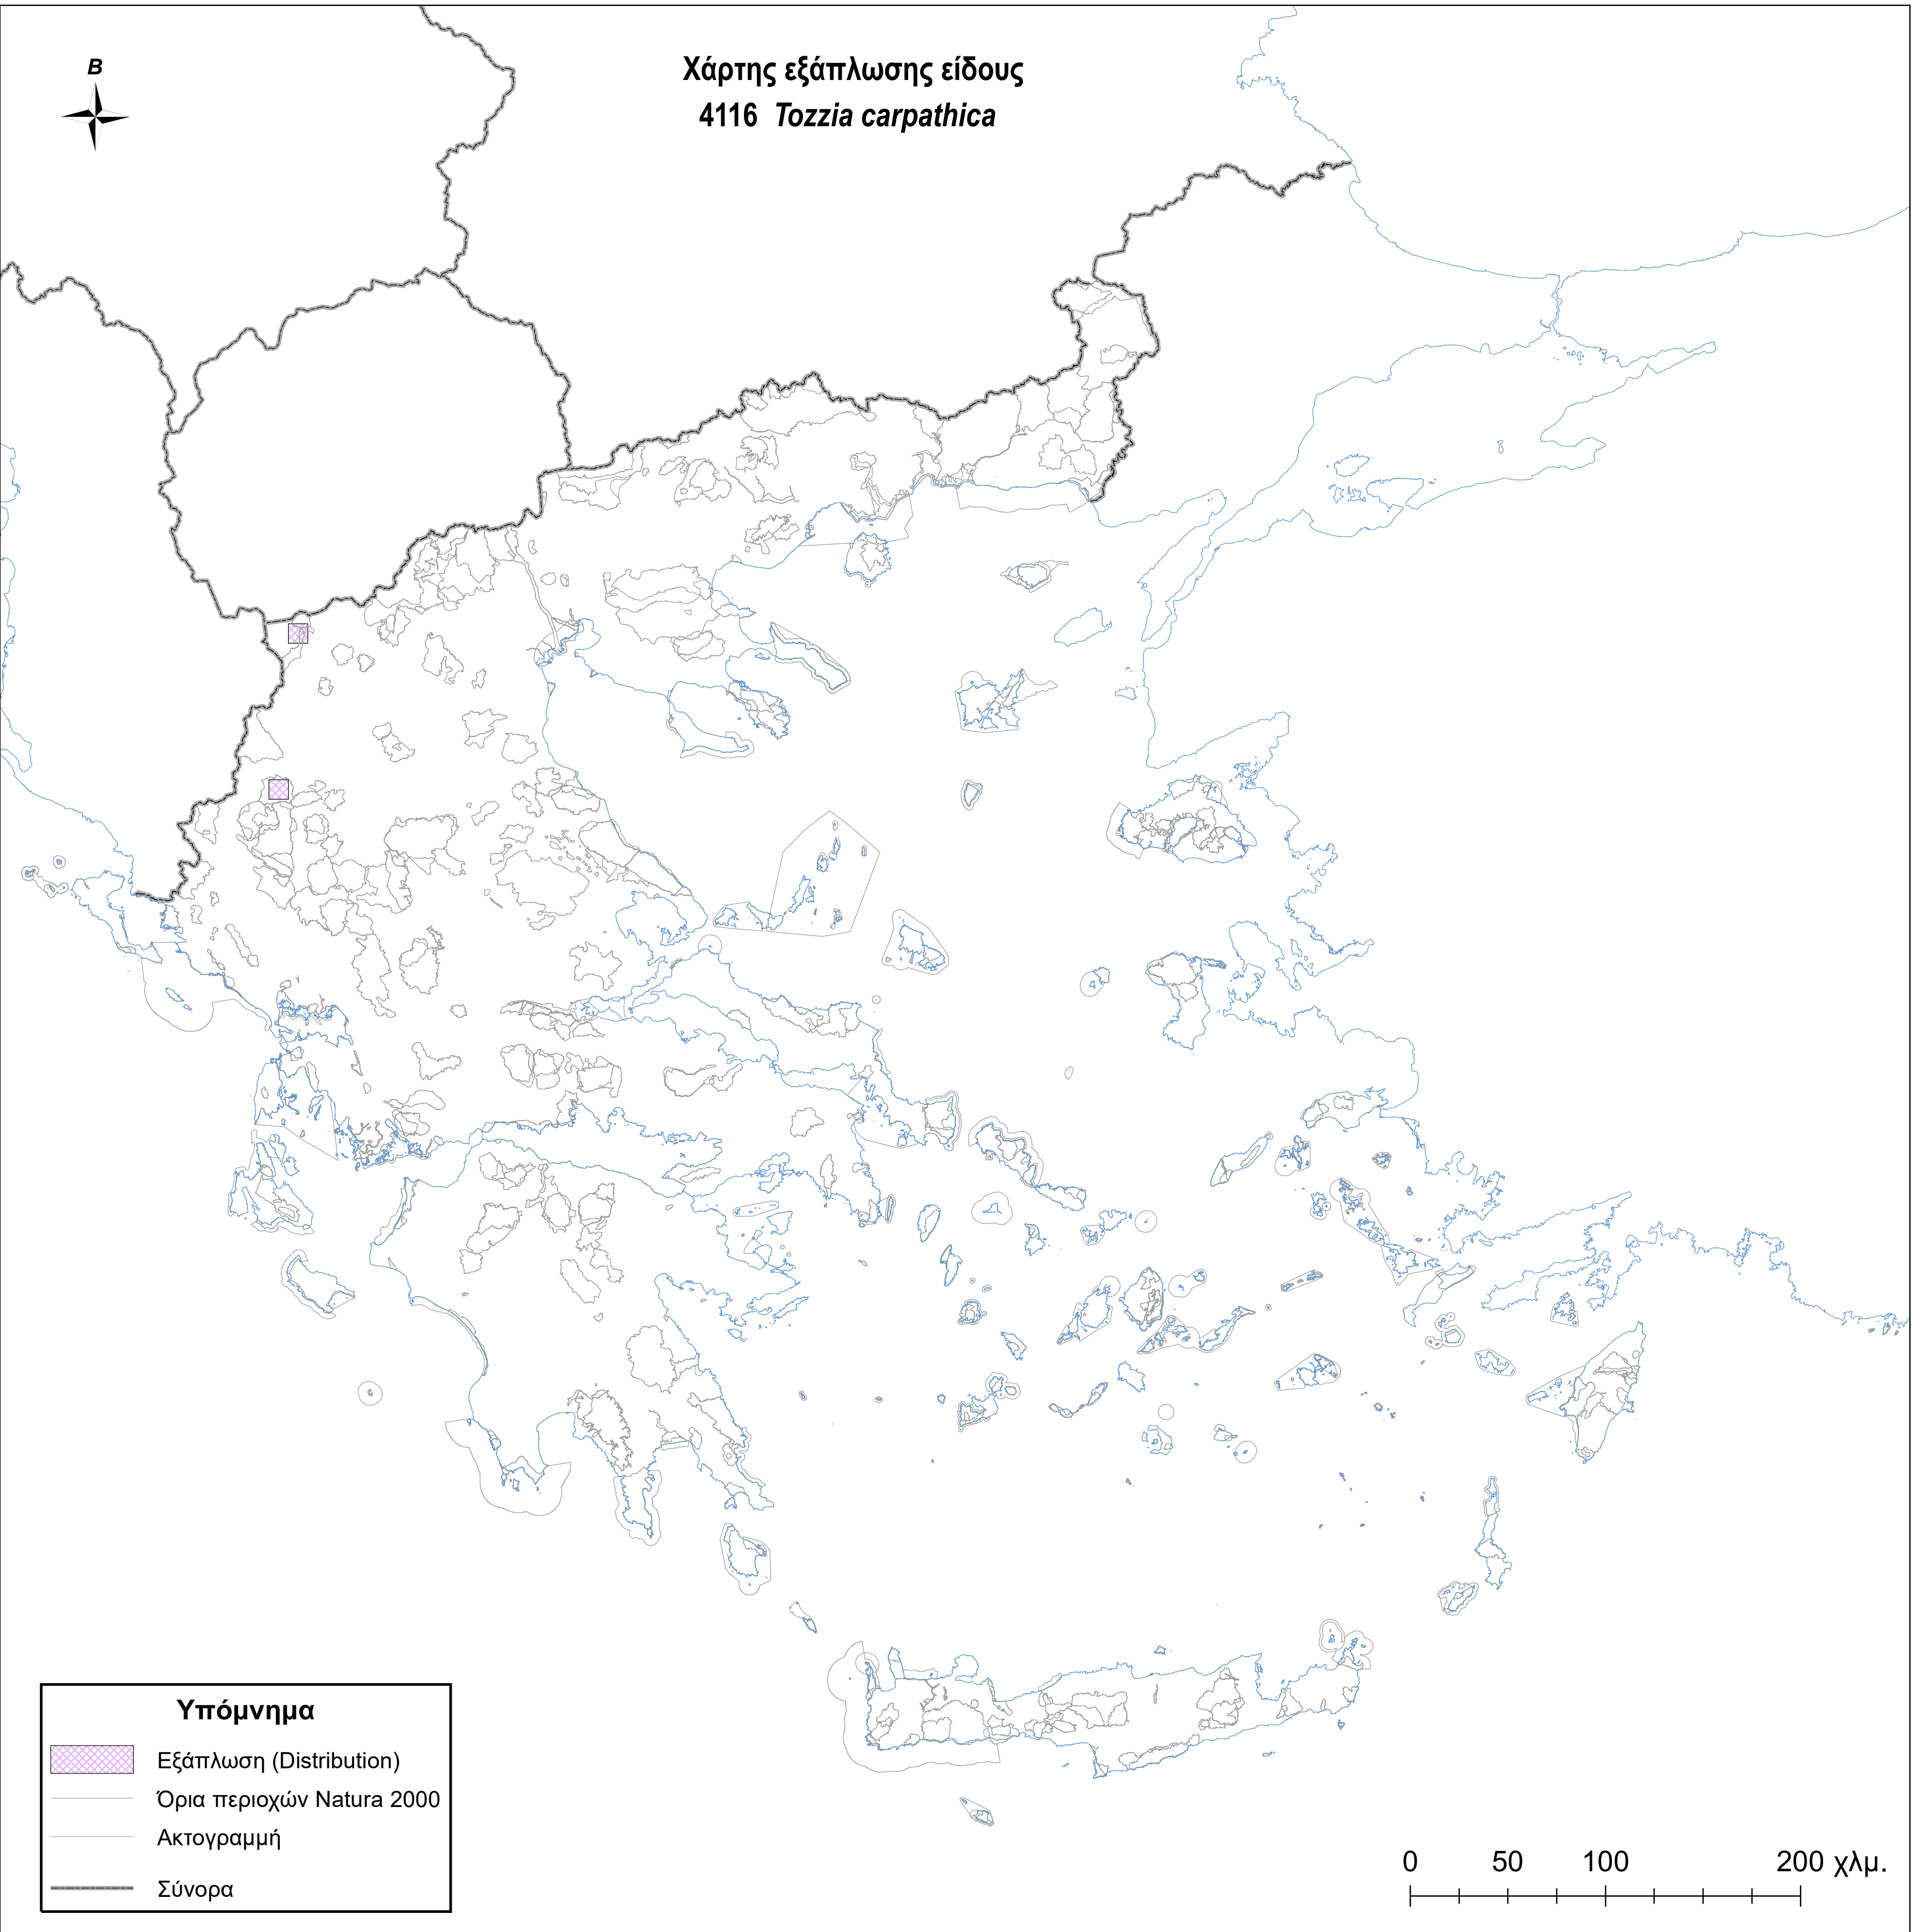 B
Χάρτης εξάπλωσης είδους
4116 Tozzia carpathica
Υπόμνημα
Εξάπλωση (Distribution)
Όρια περιοχών Natura 2000
Ακτογραμμή
Σύνορα
0 50 100 200 χλμ.